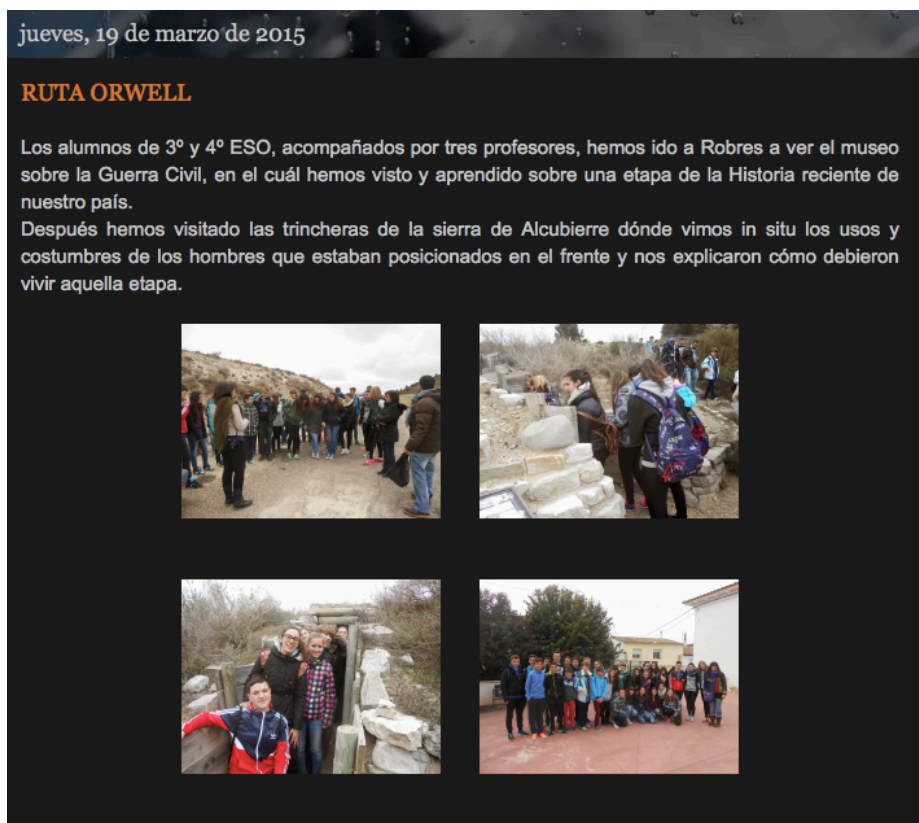 jueves, 19 de marzo de 2015
RUTA ORWELL
Los alumnos de 3º y 4º ESO, acompañados por tres profesores, hemos ido a Robres a ver el museo
sobre la Guerra Civil, en el cuál hemos visto y aprendido sobre una etapa de la Historia reciente de
nuestro país.
Después hemos visitado las trincheras de la sierra de Alcubierre dónde vimos in situ los usos y
costumbres de los hombres que estaban posicionados en el frente y nos explicaron cómo debieron
vivir aquella etapa.